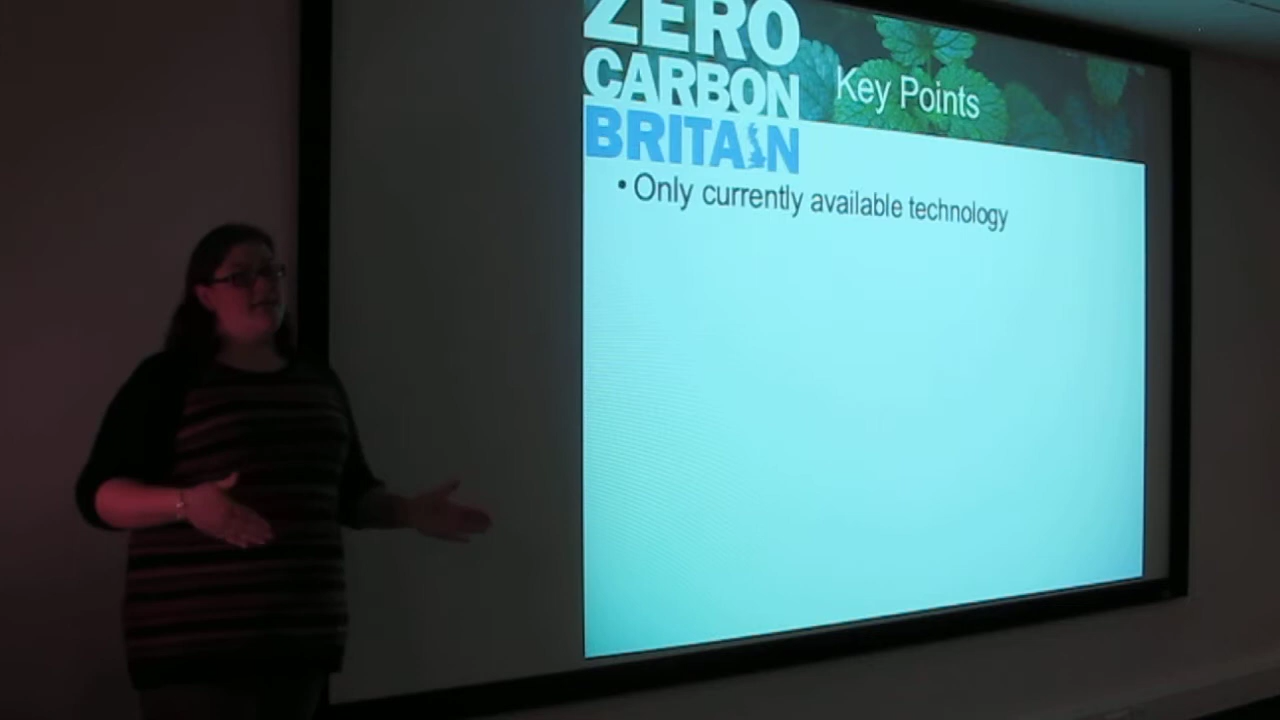 ZERO
CARBON
BRITAIN
Key Points
• Only currently available technology